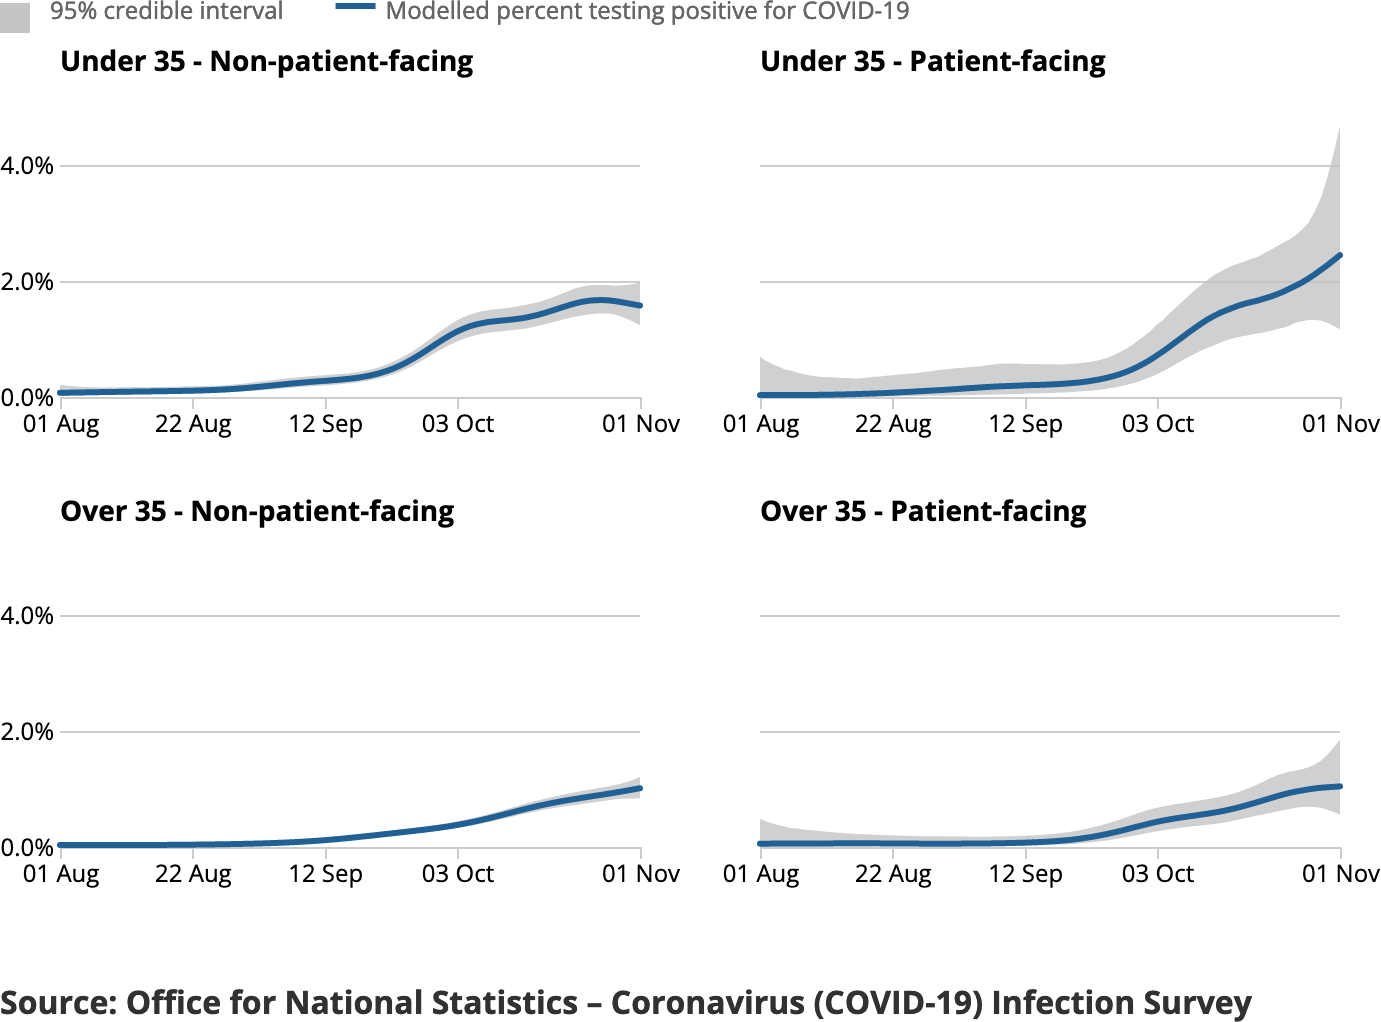 95% credible interval Modelled percent testing positive for COVID-19
Under 35 - Non-patient-facing
4.0%
2.0%
0.0%
01 Aug 22 Aug 12 Sep 03 Oct 01 Nov
Under 35 - Patient-facing
01 Aug 22 Aug 12 Sep 03 Oct 01 Nov
Over 35 - Non-patient-facing
4.0%
2.0%
0.0%
01 Aug 22 Aug 12 Sep 03 Oct 01 Nov
Over 35 - Patient-facing
01 Aug 22 Aug 12 Sep 03 Oct 01 Nov
Source: Office for National Statistics – Coronavirus (COVID-19) Infection Survey